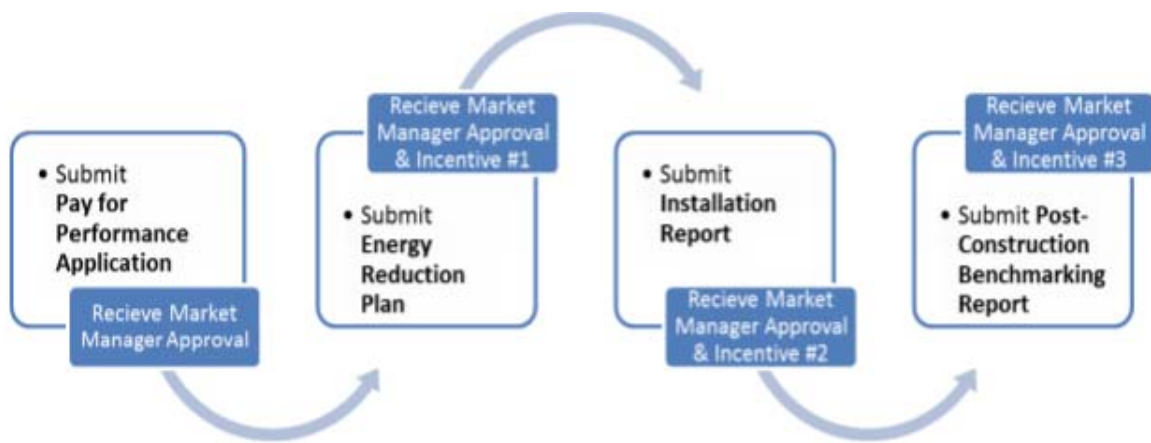 • Submit
Pay for
Performance
Application
Recieve Market
Manager Approval
Recieve Market
Manager Approval
& Incentive #1
• Submit
Energy
Reduction
Plan
• Submit
Installation
Report
Recieve Market
Manager Approval
& Incentive #2
Recieve Market
Manager Approval
& Incentive #3
• Submit Post-
Construction
Benchmarking
Report